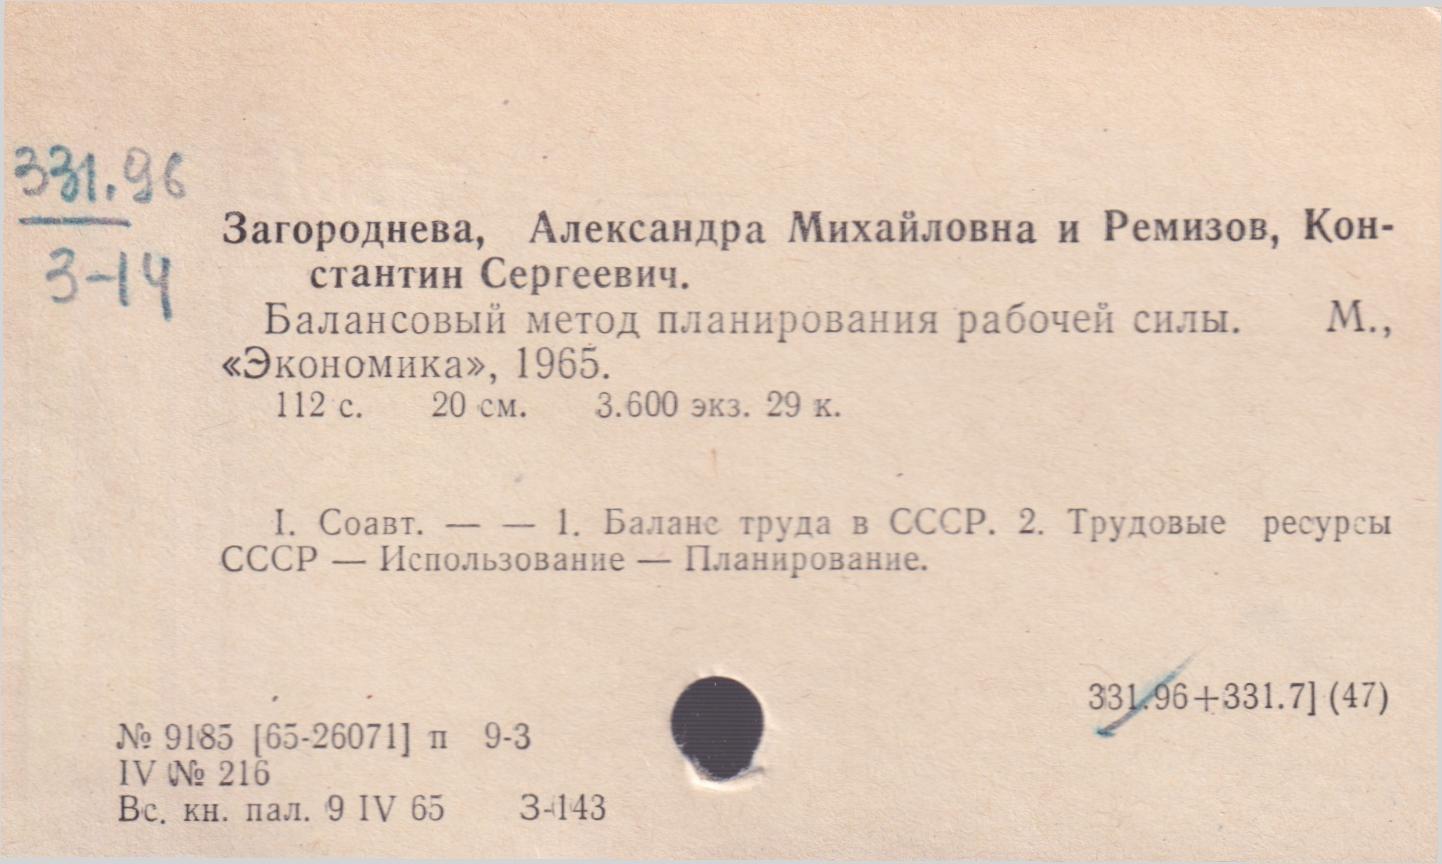 331.96
З-14
Загороднева, Александра Михайловна и Ремизов, Кон-
стантин Сергеевич.
Балансовый метод планирования рабочей силы. М.,
«Экономика», 1965.
112 с. 20 см. 3.600 экз. 29 к.
I. Соавт. — — 1. Баланс труда в СССР. 2. Трудовые ресурсы
СССР — Использование — Планирование.
331.96+331.7] (47)
№ 9185 [65-26071] п 9-3
IV № 216
Вс. кн. пал. 9 IV 65 З-143